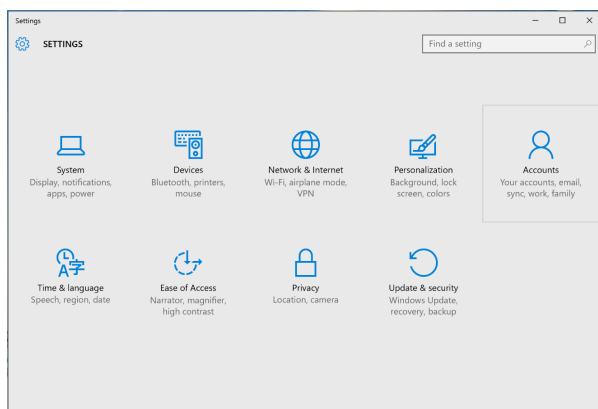 Settings
SETTINGS
Find a setting
System
Display, notifications,
apps, power
Devices
Bluetooth, printers,
mouse
Network & Internet
Wi-Fi, airplane mode,
VPN
Personalization
Background, lock
screen, colors
Accounts
Your accounts, email,
sync, work, family
A字
Time & language
Speech, region, date
Ease of Access
Narrator, magnifier,
high contrast
Privacy
Location, camera
Update & security
Windows Update,
recovery, backup